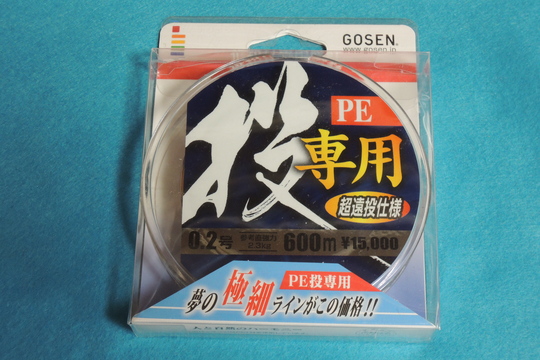 GOSEN
www.gosen.jp
PE
投
専用
超遠投仕様
0.2号
600m ¥15,000
PE投専用
夢の極細ラインがこの価格!!